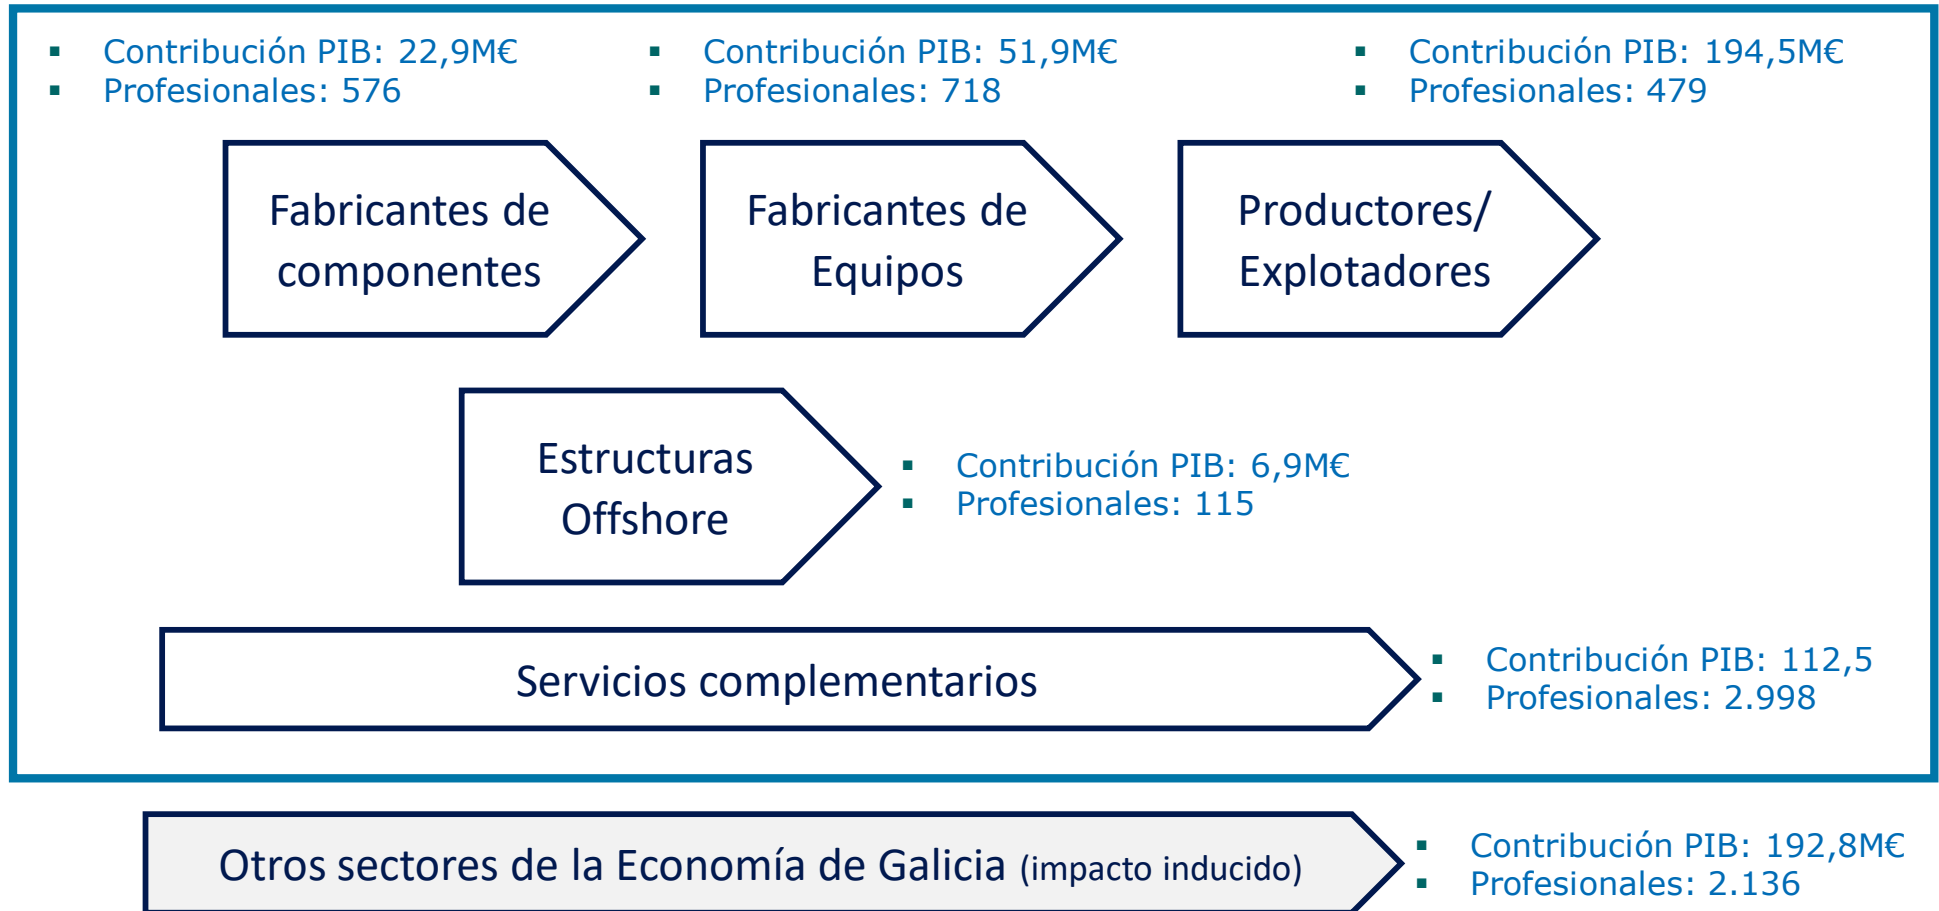 ▪ Contribución PIB: 22,9M€
▪ Profesionales: 576
▪ Contribución PIB: 51,9M€
▪ Profesionales: 718
▪ Contribución PIB: 194,5M€
▪ Profesionales: 479
Fabricantes de
componentes
Fabricantes de
Equipos
Productores/
Explotadores
Estructuras
Offshore
▪ Contribución PIB: 6,9M€
▪ Profesionales: 115
Servicios complementarios
▪ Contribución PIB: 112,5
▪ Profesionales: 2.998
Otros sectores de la Economía de Galicia (impacto inducido)
▪ Contribución PIB: 192,8M€
▪ Profesionales: 2.136